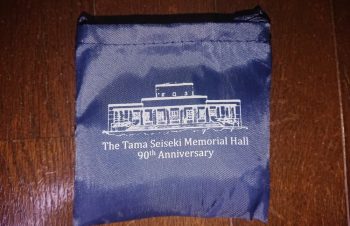 The Tama Seiseki Memorial Hall
90th Anniversary